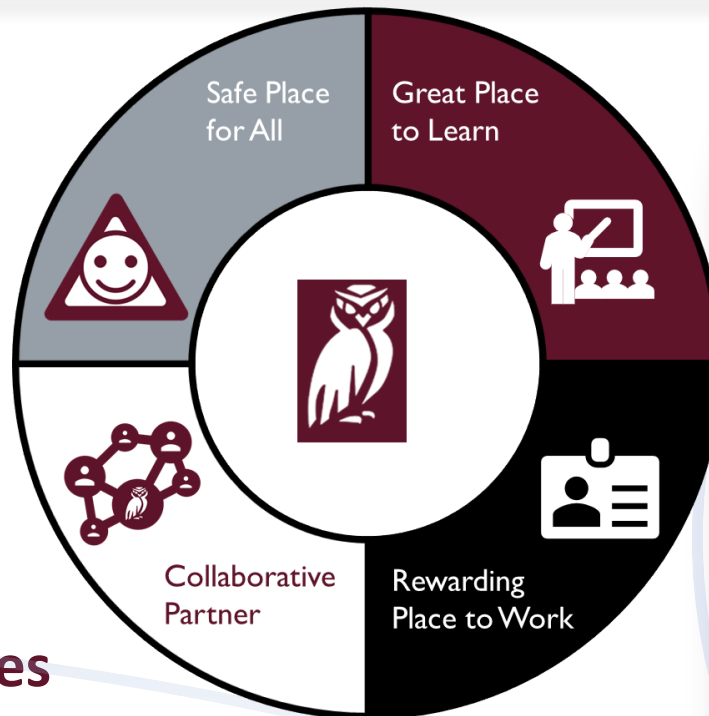 Safe Place
for All
Great Place
to Learn
Collaborative
Partner
Rewarding
Place to Work
es